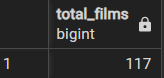 total_films
bigint
1 117